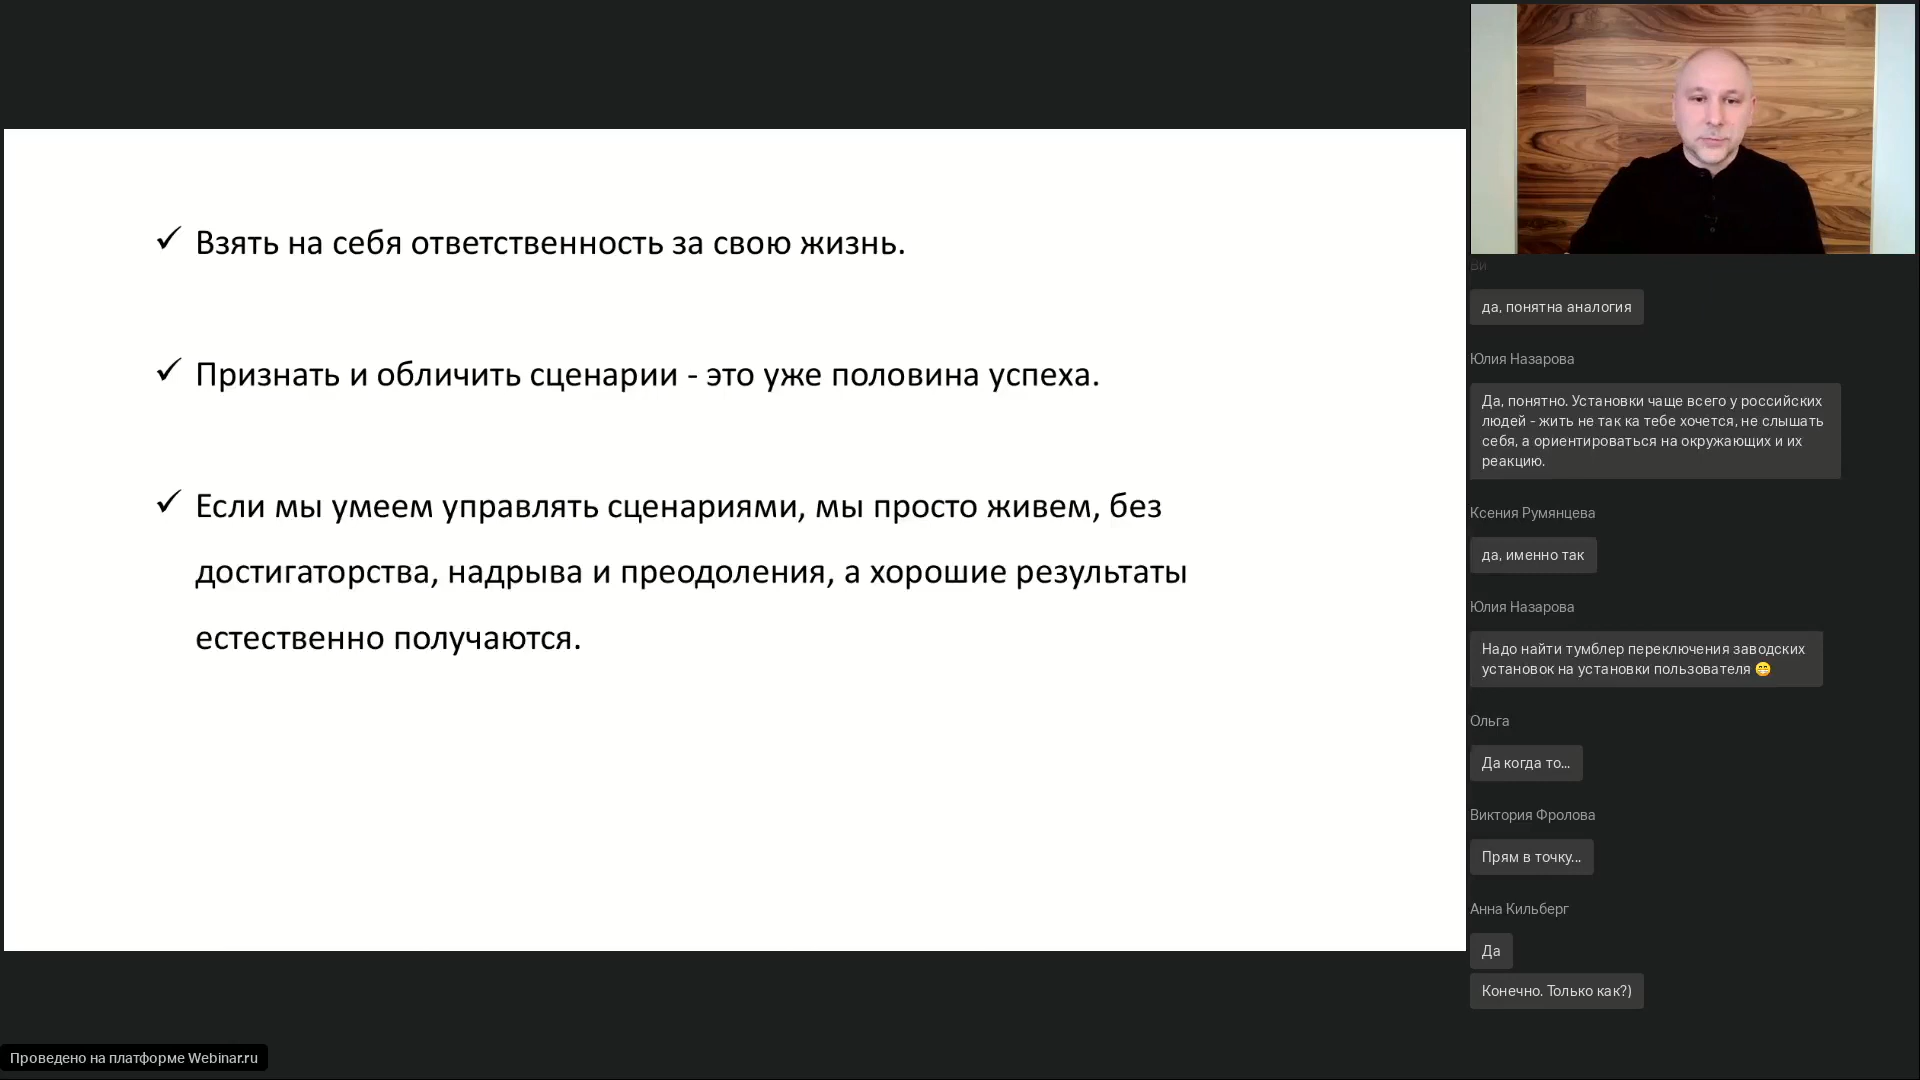 ✓ Взять на себя ответственность за свою жизнь.
✓ Признать и обличить сценарии - это уже половина успеха.
✓ Если мы умеем управлять сценариями, мы просто живем, без
достигаторства, надрыва и преодоления, а хорошие результаты
естественно получаются.
Ви
да, понятна аналогия
Юлия Назарова
Да, понятно. Установки чаще всего у российских
людей - жить не так ка тебе хочется, не слышать
себя, а ориентироваться на окружающих и их
реакцию.
Ксения Румянцева
да, именно так
Юлия Назарова
Надо найти тумблер переключения заводских
установок на установки пользователя 😁
Ольга
Да когда то...
Виктория Фролова
Прям в точку...
Анна Кильберг
Да
Конечно. Только как?)
Проведено на платформе Webinar.ru